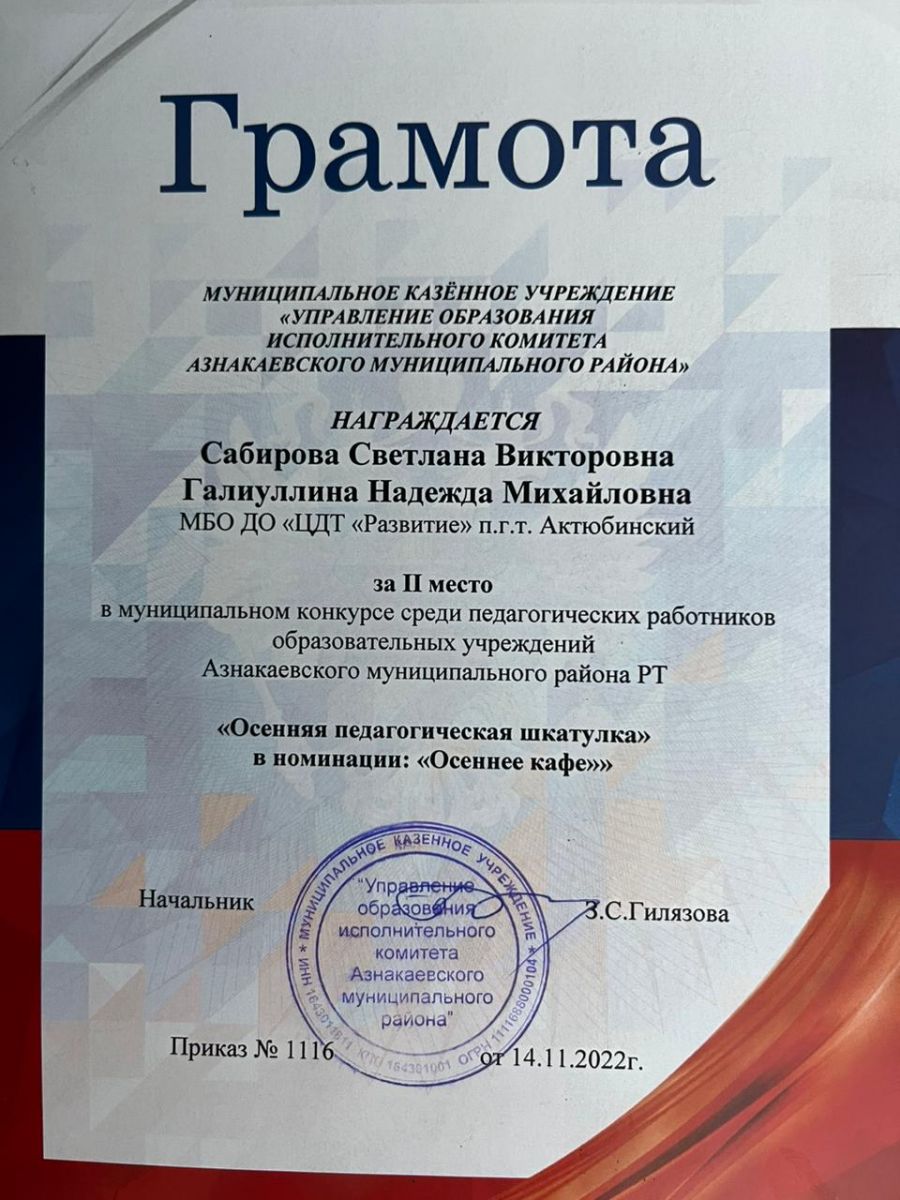 Грамота
МУНИЦИПАЛЬНОЕ КАЗЁННОЕ УЧРЕЖДЕНИЕ
«УПРАВЛЕНИЕ ОБРАЗОВАНИЯ
ИСПОЛНИТЕЛЬНОГО КОМИТЕТА
АЗНАКАЕВСКОГО МУНИЦИПАЛЬНОГО РАЙОНА»
НАГРАЖДАЕТСЯ
Сабирова Светлана Викторовна
Галиуллина Надежда Михайловна
МБО ДО «ЦДТ «Развитие» п.г.т. Актюбинский
за II место
в муниципальном конкурсе среди педагогических работников
образовательных учреждений
Азнакаевского муниципального района РТ
«Осенняя педагогическая шкатулка»
в номинации: «Осеннее кафе»»
Начальник
З.С.Гилязова
* МУНИЦИПАЛЬНОЕ КАЗЕННОЕ УЧРЕЖДЕНИЕ *
"Управление
образования
исполнительного
комитета
Азнакаевского
муниципального
района"
Приказ № 1116
от 14.11.2022г.